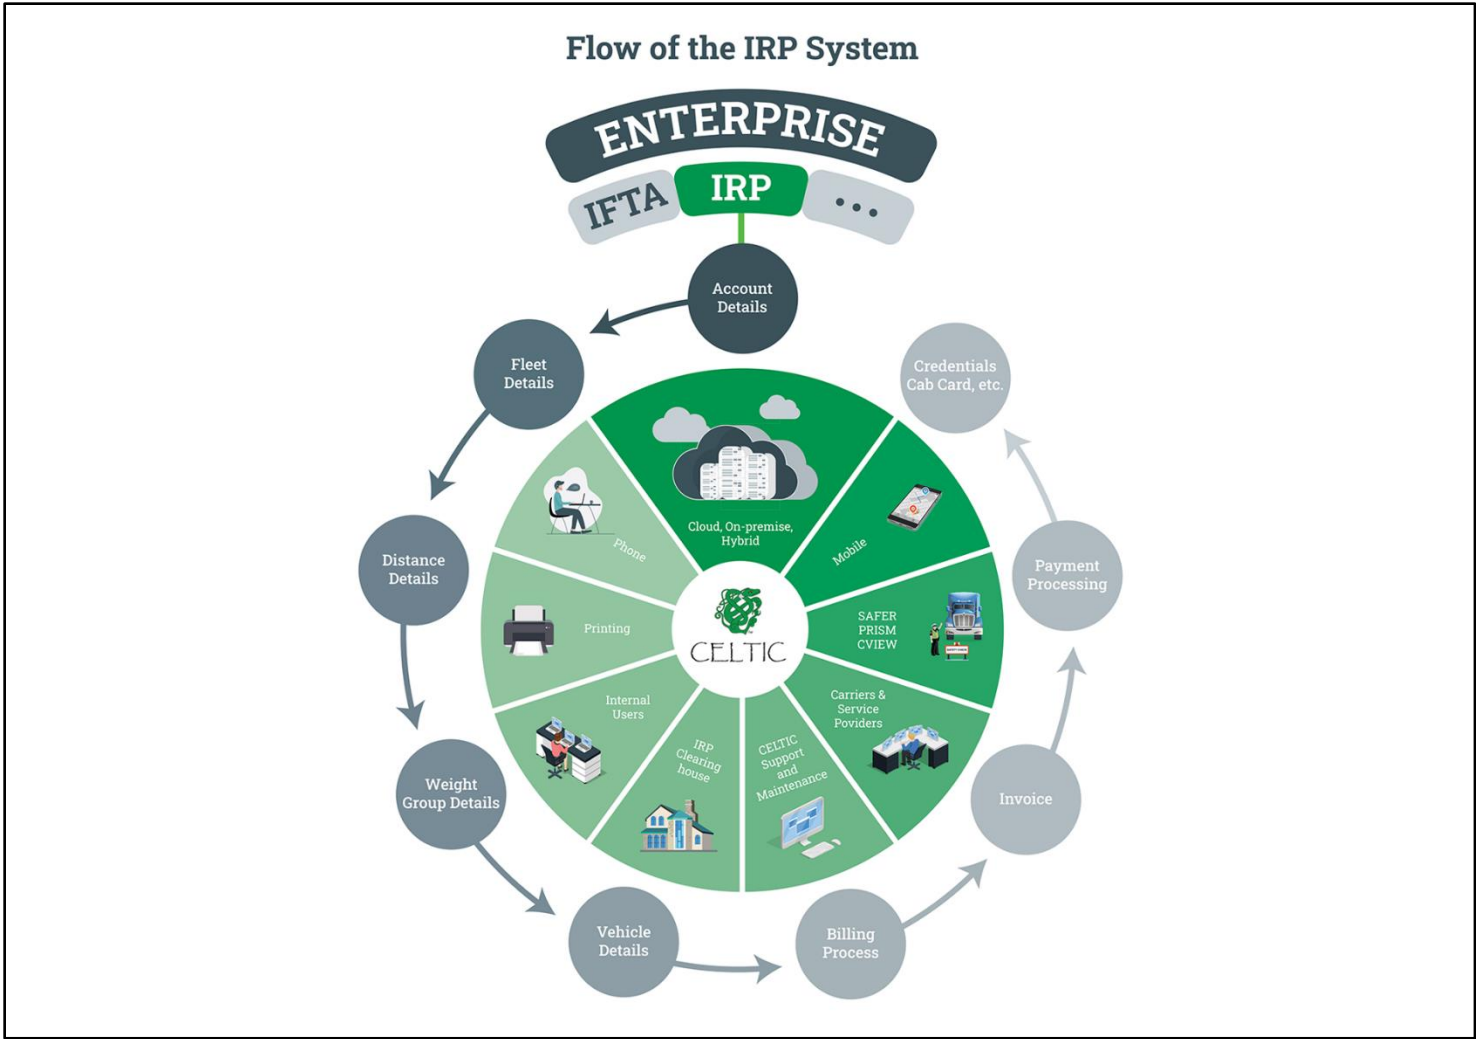 Flow of the IRP System
ENTERPRISE
IFTA
IRP
...
Account
Details
Fleet
Details
Distance
Details
Weight
Group Details
Vehicle
Details
Billing
Process
Invoice
Payment
Processing
Credentials
Cab Card, etc.
Cloud, On-premise,
Hybrid
Mobile
SAFER
PRISM
CVIEW
Carriers &
Service
Poviders
CELTIC
Support
and
Maintenance
IRP
Clearing
house
Internal
Users
Printing
Phone
CELTIC